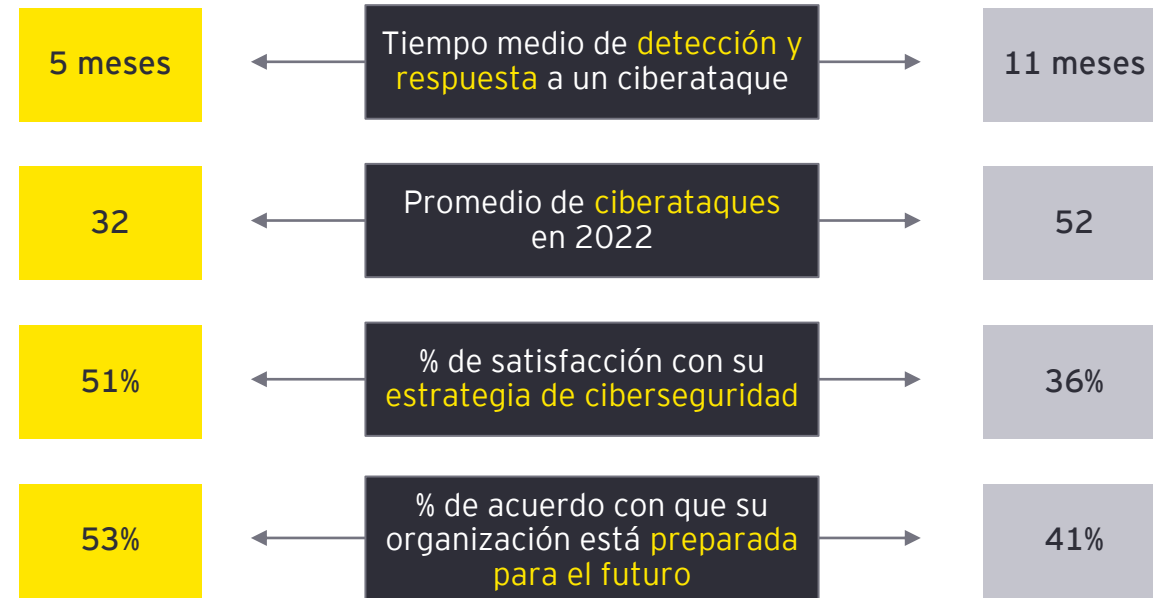 5 meses
Tiempo medio de detección y
respuesta a un ciberataque
11 meses
32
Promedio de ciberataques
en 2022
52
51%
% de satisfacción con su
estrategia de ciberseguridad
36%
53%
% de acuerdo con que su
organización está preparada
para el futuro
41%